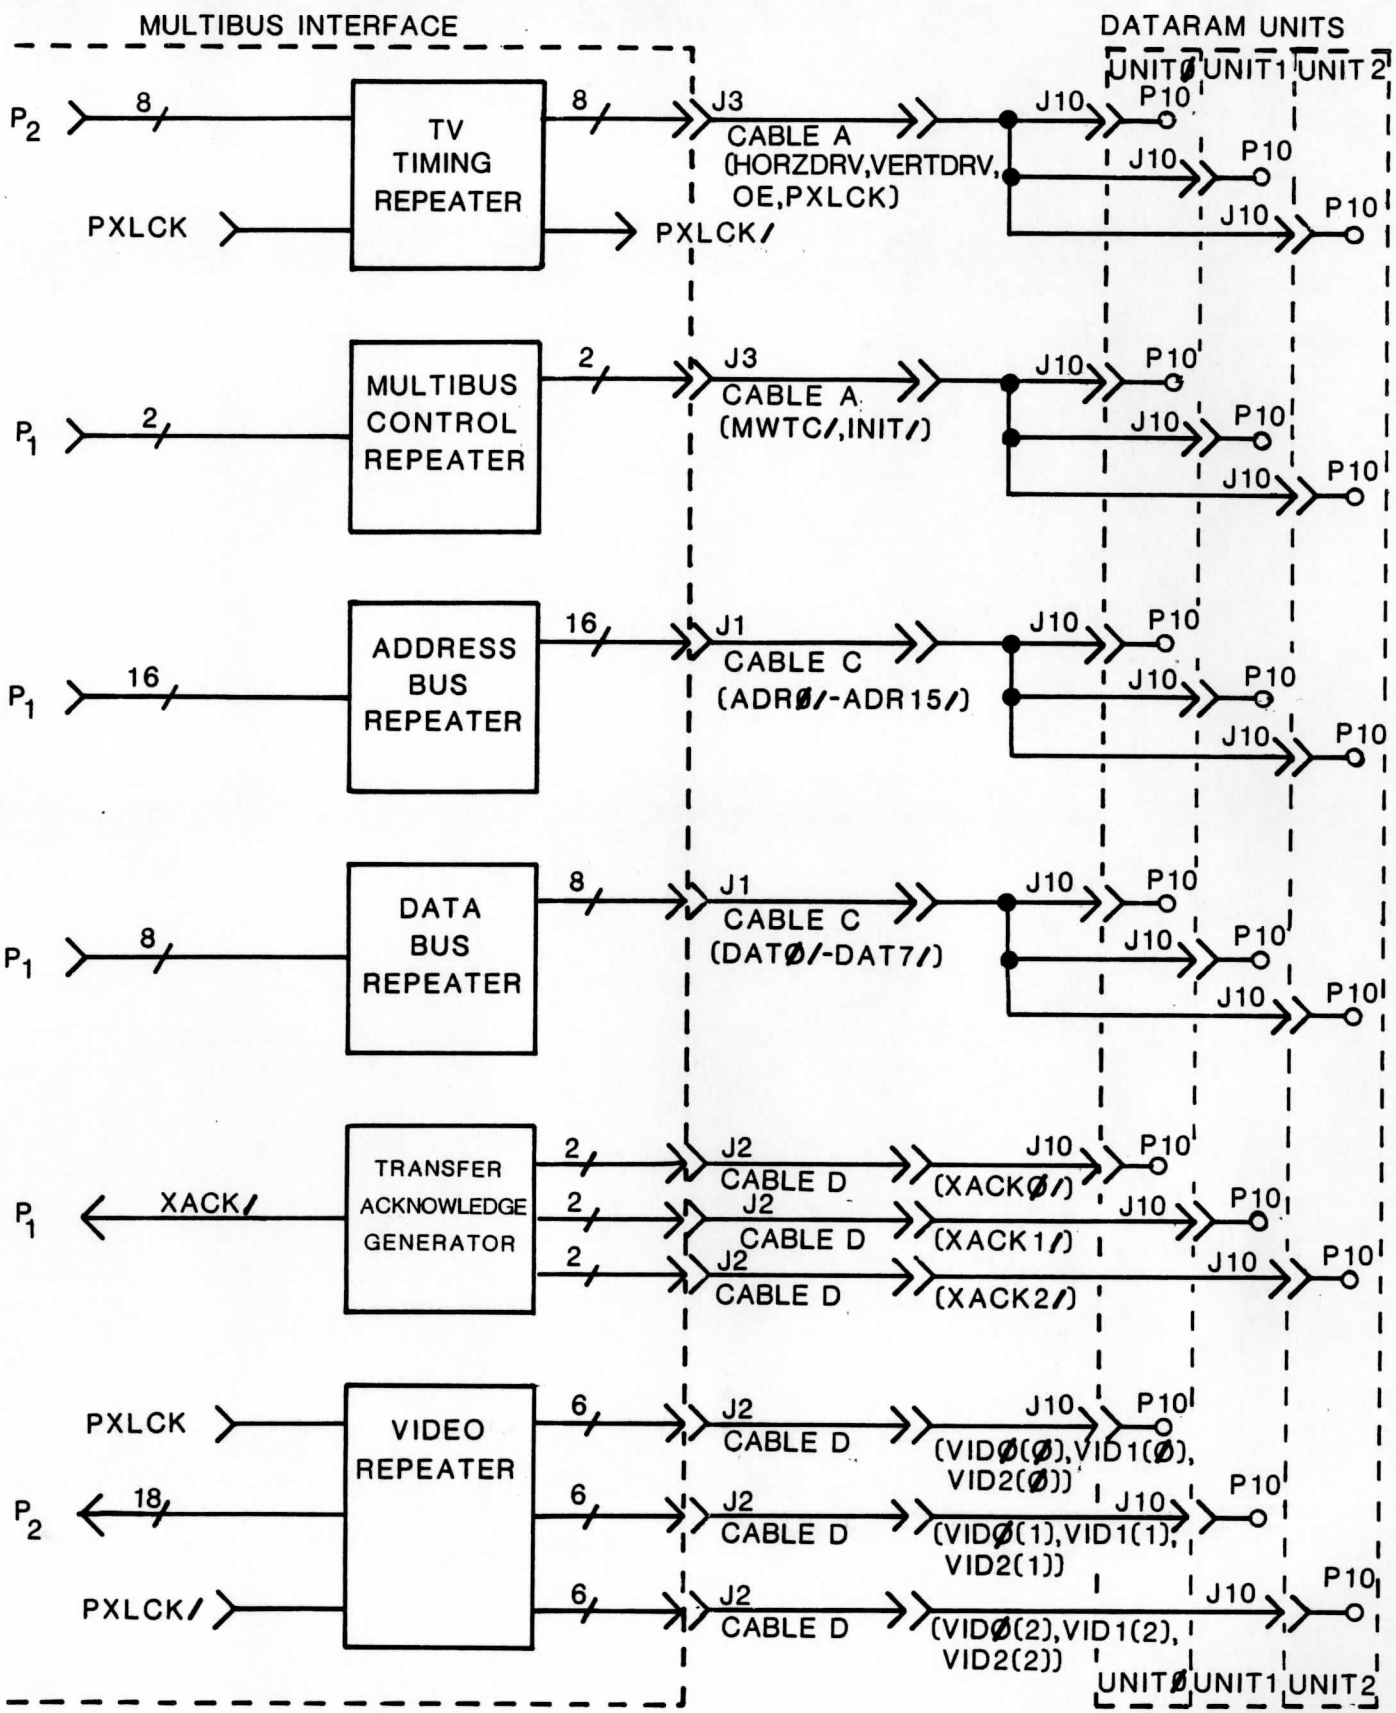 MULTIBUS INTERFACE
DATARAM UNITS
UNITØ UNIT1 UNIT2
P2
8
TV
TIMING
REPEATER
8
J3
CABLE A
(HORZDRV,VERTDRV,
OE,PXLCK)
J10
P10
J10
P10
J10
P10
PXLCK
PXLCK/
P1
2
MULTIBUS
CONTROL
REPEATER
2
J3
CABLE A
(MWTC/,INIT/)
J10
P10
J10
P10
J10
P10
P1
16
ADDRESS
BUS
REPEATER
16
J1
CABLE C
(ADRØ/-ADR15/)
J10
P10
J10
P10
J10
P10
P1
8
DATA
BUS
REPEATER
8
J1
CABLE C
(DATØ/-DAT7/)
J10
P10
J10
P10
J10
P10
P1
XACK/
TRANSFER
ACKNOWLEDGE
GENERATOR
2
J2
CABLE D
(XACKØ/)
J10
P10
2
J2
CABLE D
(XACK1/)
J10
P10
2
J2
CABLE D
(XACK2/)
J10
P10
PXLCK
P2
18
PXLCK/
VIDEO
REPEATER
6
J2
CABLE D
(VIDØ(Ø),VID1(Ø),
VID2(Ø))
J10
P10
6
J2
CABLE D
(VIDØ(1),VID1(1),
VID2(1))
J10
P10
6
J2
CABLE D
(VIDØ(2),VID1(2),
VID2(2))
J10
P10
UNITØ UNIT1 UNIT2